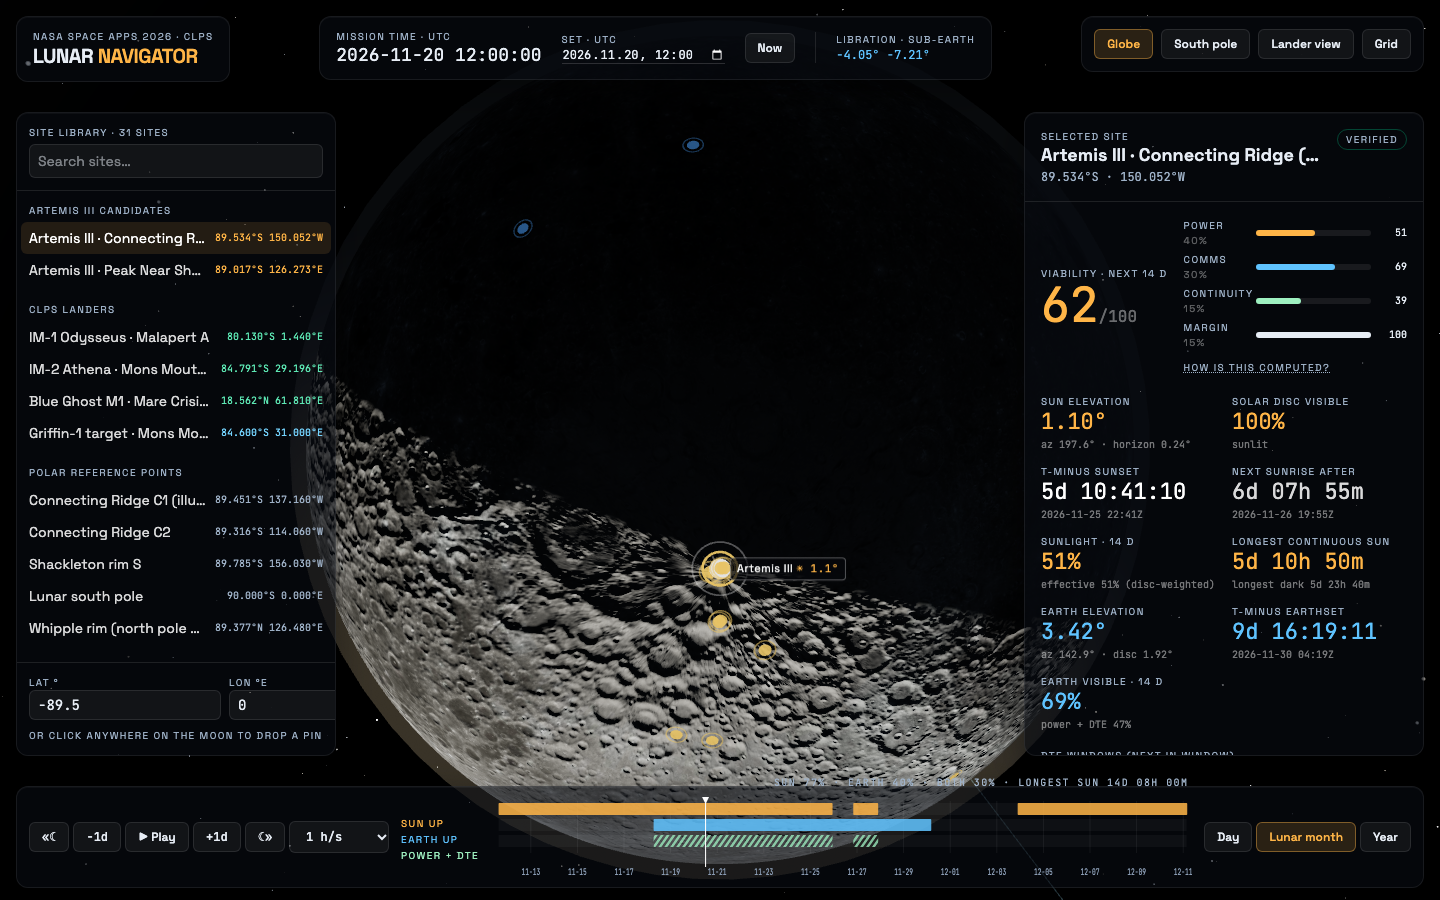 NASA SPACE APPS 2026 · CLPS
LUNAR NAVIGATOR
MISSION TIME · UTC
2026-11-20 12:00:00
SET · UTC
2026.11.20, 12:00
Now
LIBRATION · SUB-EARTH
-4.05° -7.21°
Globe
South pole
Lander view
Grid
SITE LIBRARY · 31 SITES
Search sites…
ARTEMIS III CANDIDATES
Artemis III · Connecting R… 89.534°S 150.052°W
Artemis III · Peak Near Sh… 89.017°S 126.273°E
CLPS LANDERS
IM-1 Odysseus · Malapert A 80.130°S 1.440°E
IM-2 Athena · Mons Mout… 84.791°S 29.196°E
Blue Ghost M1 · Mare Crisi… 18.562°N 61.810°E
Griffin-1 target · Mons Mo… 84.600°S 31.000°E
POLAR REFERENCE POINTS
Connecting Ridge C1 (illu… 89.451°S 137.160°W
Connecting Ridge C2 89.316°S 114.060°W
Shackleton rim S 89.785°S 156.030°W
Lunar south pole 90.000°S 0.000°E
Whipple rim (north pole … 89.377°N 126.480°E
LAT °
LON °E
-89.5
0
OR CLICK ANYWHERE ON THE MOON TO DROP A PIN
Artemis III ☀ 1.1°
SELECTED SITE
VERIFIED
Artemis III · Connecting Ridge (…
89.534°S · 150.052°W
VIABILITY · NEXT 14 D
62/100
POWER
40%
51
COMMS
30%
69
CONTINUITY
15%
39
MARGIN
15%
100
HOW IS THIS COMPUTED?
SUN ELEVATION
1.10°
az 197.6° · horizon 0.24°
SOLAR DISC VISIBLE
100%
sunlit
T-MINUS SUNSET
5d 10:41:10
2026-11-25 22:41Z
NEXT SUNRISE AFTER
6d 07h 55m
2026-11-26 19:55Z
SUNLIGHT · 14 D
51%
effective 51% (disc-weighted)
LONGEST CONTINUOUS SUN
5d 10h 50m
longest dark 5d 23h 40m
EARTH ELEVATION
3.42°
az 142.9° · disc 1.92°
T-MINUS EARTHSET
9d 16:19:11
2026-11-30 04:19Z
EARTH VISIBLE · 14 D
69%
power + DTE 47%
DTE WINDOWS (NEXT IN WINDOW)
EARTH 40% · BOTH 30% · LONGEST SUN 14D 08H 00M
«☾
-1d
▶ Play
+1d
☾»
1 h/s
SUN UP
EARTH UP
POWER + DTE
11-13 11-15 11-17 11-19 11-21 11-23 11-25 11-27 11-29 12-01 12-03 12-05 12-07 12-09 12-11
Day
Lunar month
Year